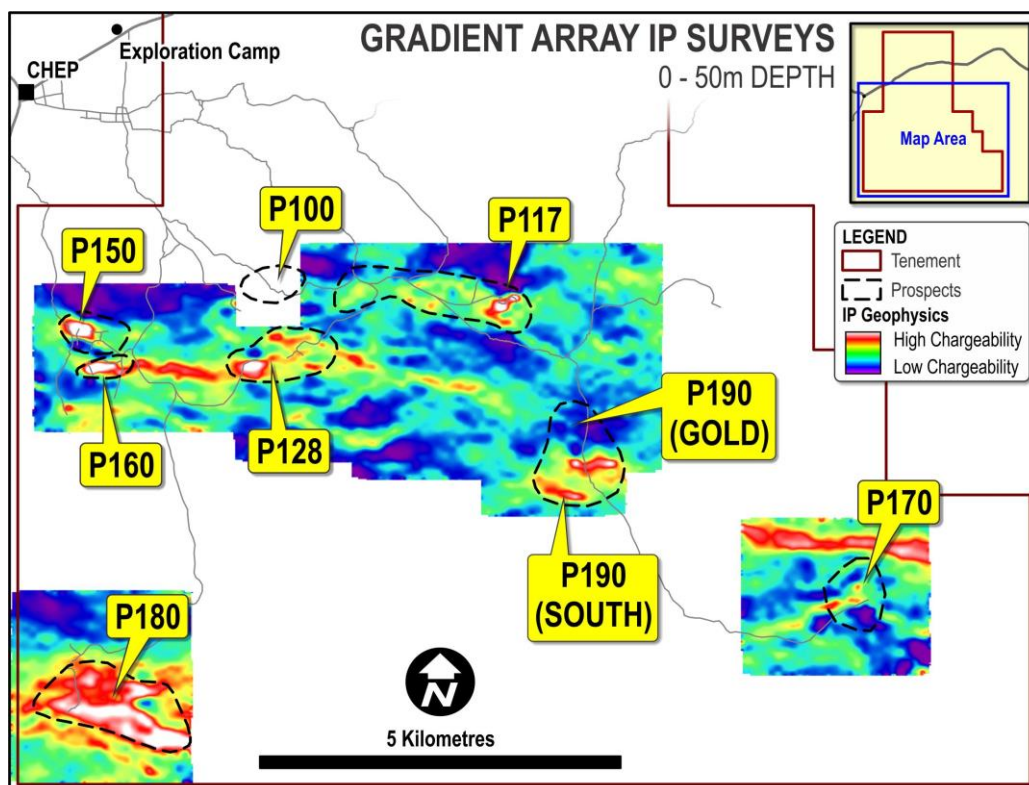 GRADIENT ARRAY IP SURVEYS
0 - 50m DEPTH
Exploration Camp
CHEP
Map Area
P100
P117
P150
LEGEND
Tenement
Prospects
IP Geophysics
High Chargeability
Low Chargeability
P190
(GOLD)
P160
P128
P170
P190
(SOUTH)
P180
N
5 Kilometres